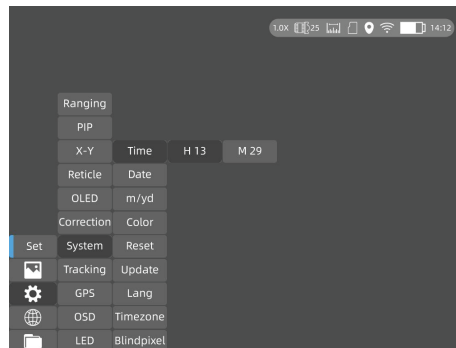 1.0X 25 14:12
Ranging
PIP
X-Y Time H 13 M 29
Reticle Date
OLED m/yd
Correction Color
Set System Reset
Tracking Update
GPS Lang
OSD Timezone
LED Blindpixel